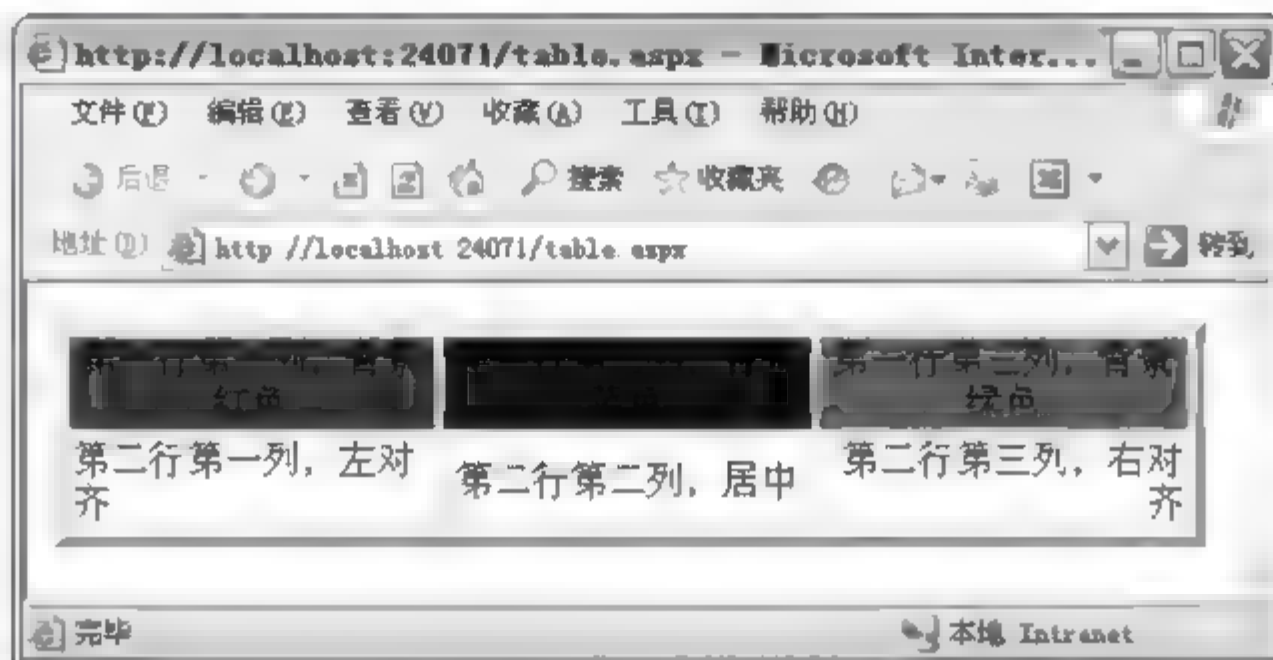 http://localhost:24071/table.aspx - Microsoft Inter...
文件(F) 编辑(E) 查看(V) 收藏(A) 工具(T) 帮助(H)
后退 搜索 收藏夹
地址(D) http //localhost 24071/table aspx 转到
第一行第三列，背景
红色 绿色
第二行第一列，左对
齐
第二行第二列，居中
第二行第三列，右对
齐
完毕 本地 Intranet